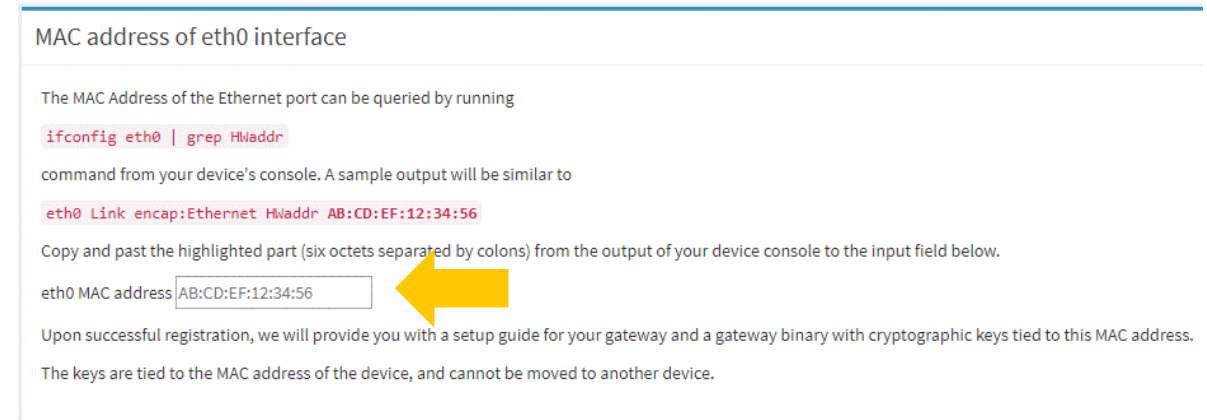 MAC address of eth0 interface
The MAC Address of the Ethernet port can be queried by running
ifconfig eth0 | grep HWaddr
command from your device's console. A sample output will be similar to
eth0 Link encap:Ethernet HWaddr AB:CD:EF:12:34:56
Copy and past the highlighted part (six octets separated by colons) from the output of your device console to the input field below.
eth0 MAC address AB:CD:EF:12:34:56
Upon successful registration, we will provide you with a setup guide for your gateway and a gateway binary with cryptographic keys tied to this MAC address.
The keys are tied to the MAC address of the device, and cannot be moved to another device.